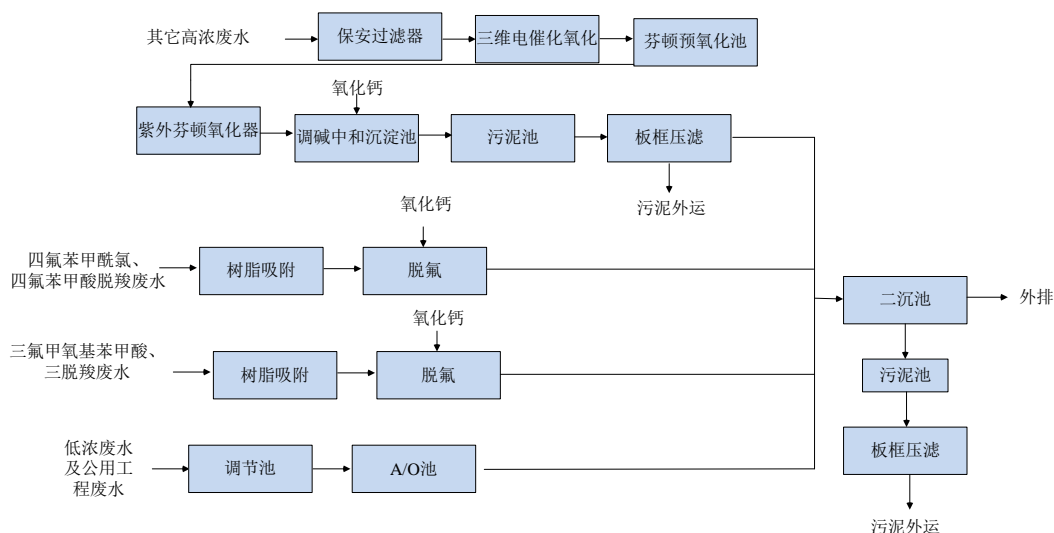 其它高浓废水
保安过滤器
三维电催化氧化
芬顿预氧化池
氧化钙
紫外芬顿氧化器
调碱中和沉淀池
污泥池
板框压滤
污泥外运
氧化钙
四氟苯甲酰氯、
四氟苯甲酸脱羧废水
树脂吸附
脱氟
二沉池
外排
氧化钙
三氟甲氧基苯甲酸、
三脱羧废水
树脂吸附
脱氟
污泥池
低浓废水
及公用工
程废水
调节池
A/O池
板框压滤
污泥外运